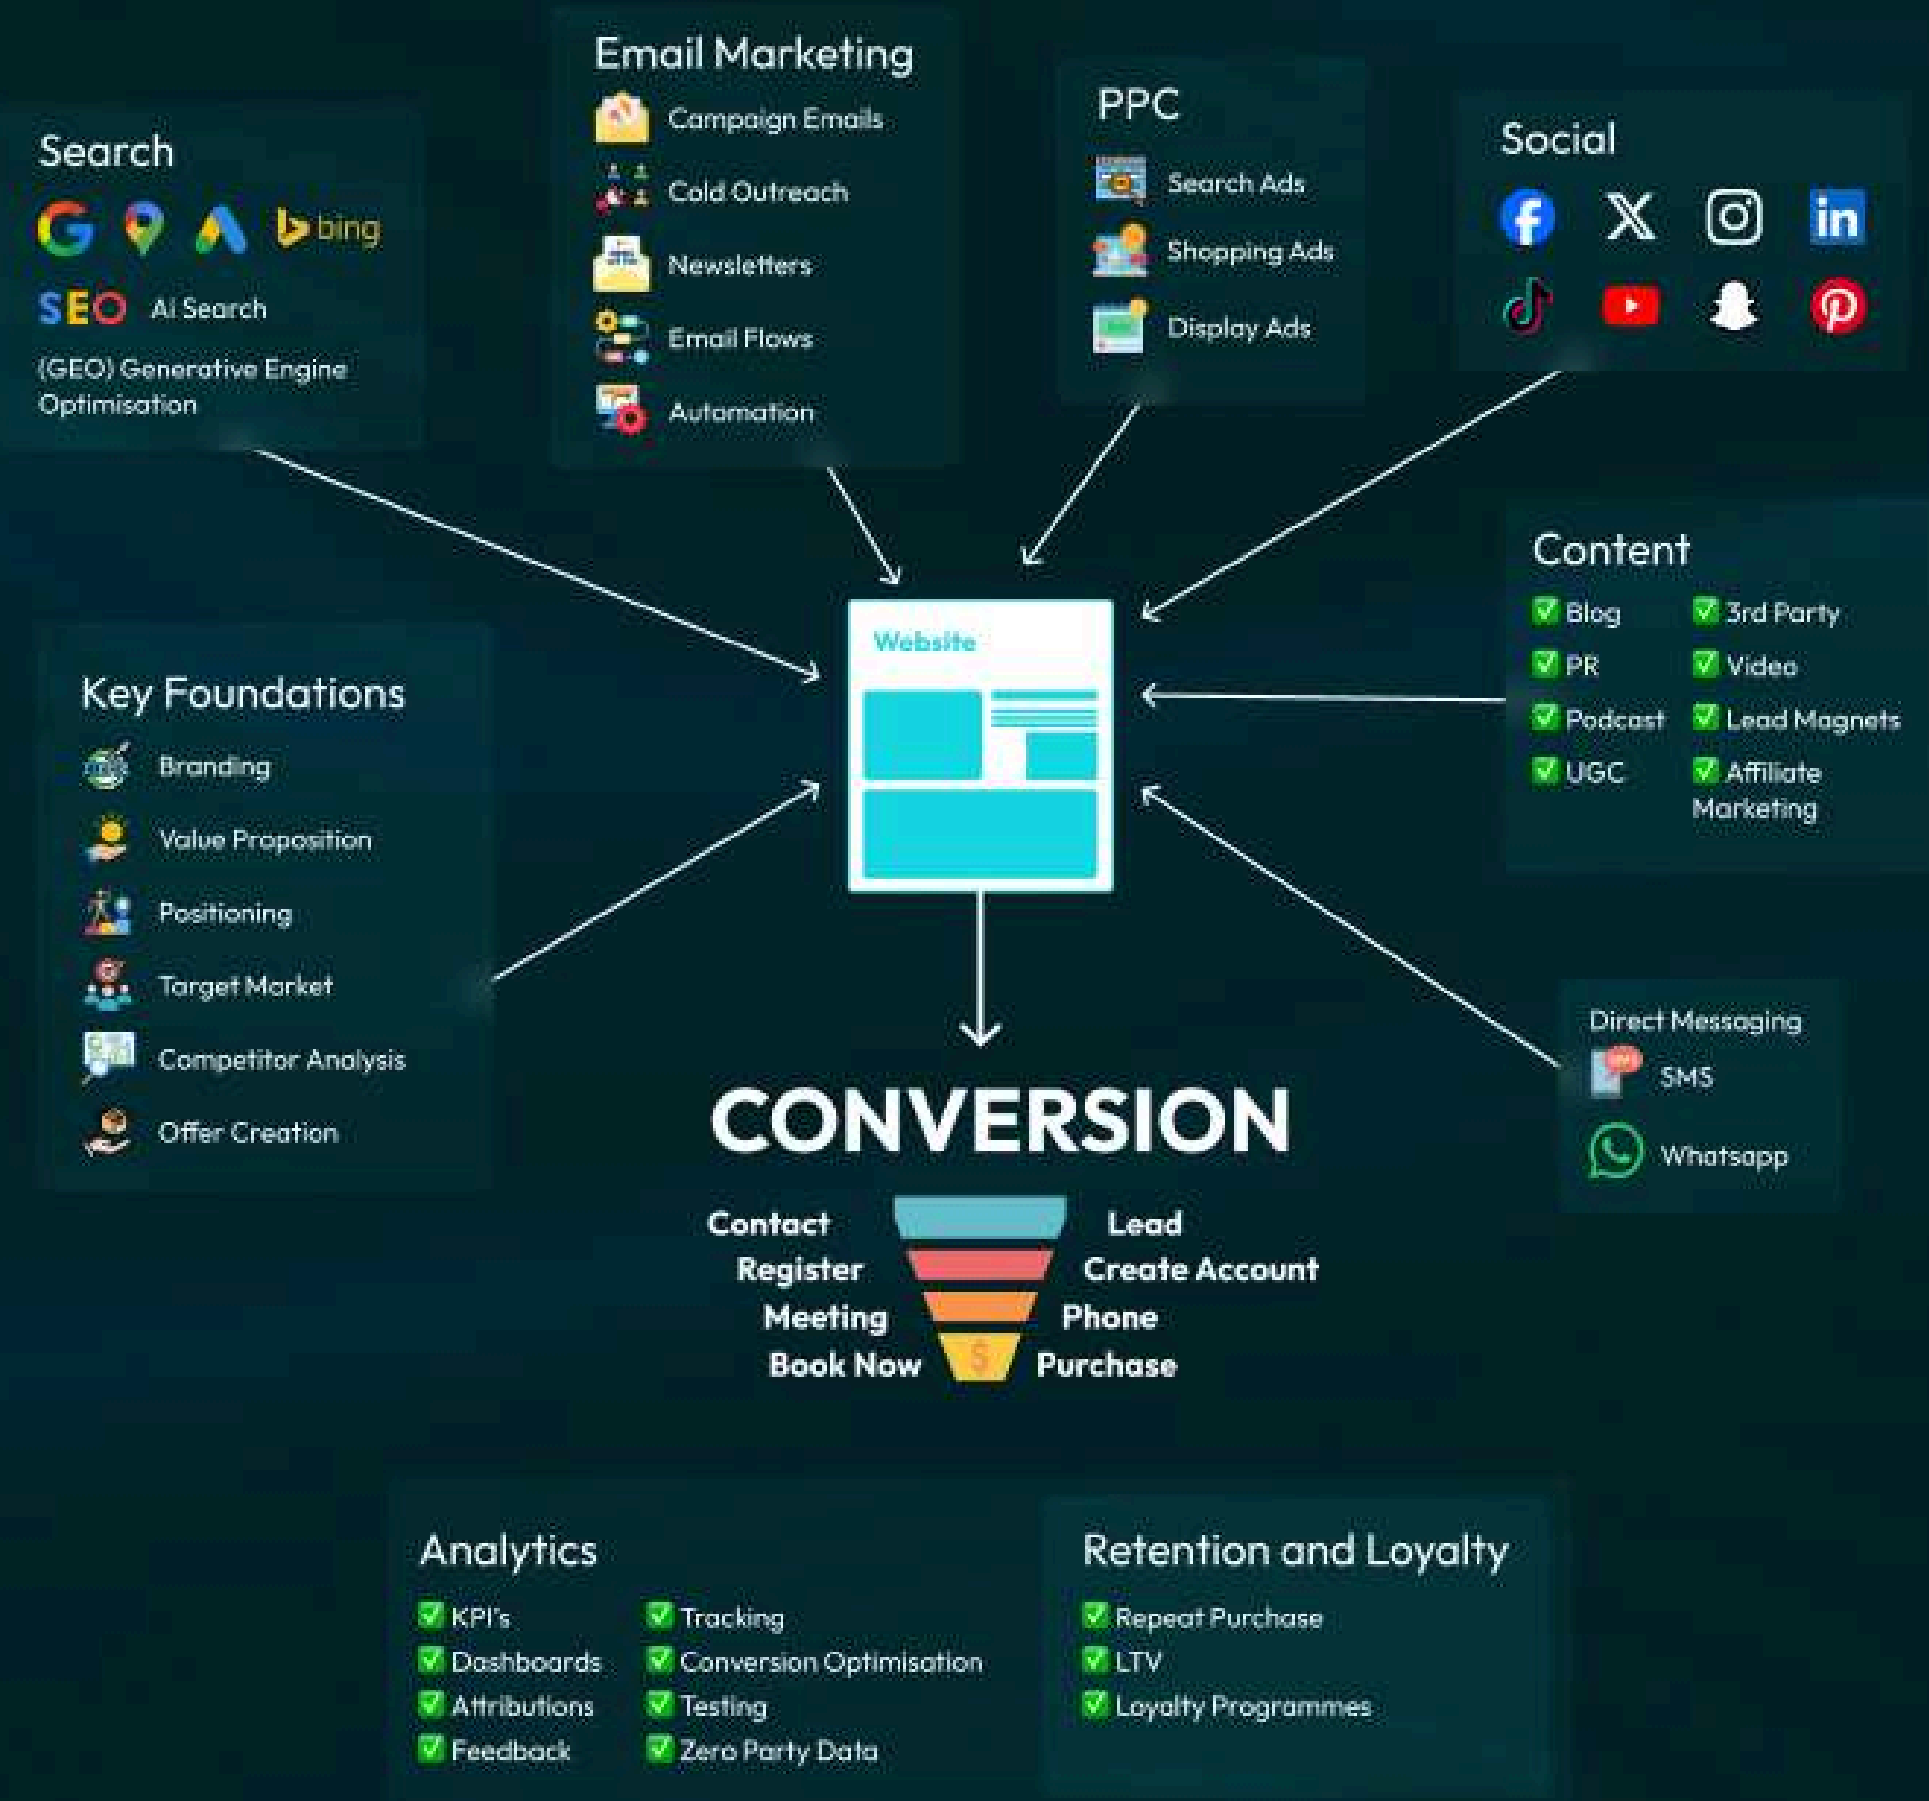 Email Marketing
Campaign Emails
Cold Outreach
Newsletters
Email Flows
Automation
PPC
Search Ads
Shopping Ads
Display Ads
Search
bing
SEO Ai Search
(GEO) Generative Engine
Optimisation
Social
Content
Blog
PR
Podcast
UGC
3rd Party
Video
Lead Magnets
Affiliate
Marketing
Website
Key Foundations
Branding
Value Proposition
Positioning
Target Market
Competitor Analysis
Offer Creation
Direct Messaging
SMS
Whatsapp
CONVERSION
Contact Lead
Register Create Account
Meeting Phone
Book Now $ Purchase
Analytics
KPI's
Dashboards
Attributions
Feedback
Tracking
Conversion Optimisation
Testing
Zero Party Data
Retention and Loyalty
Repeat Purchase
LTV
Loyalty Programmes